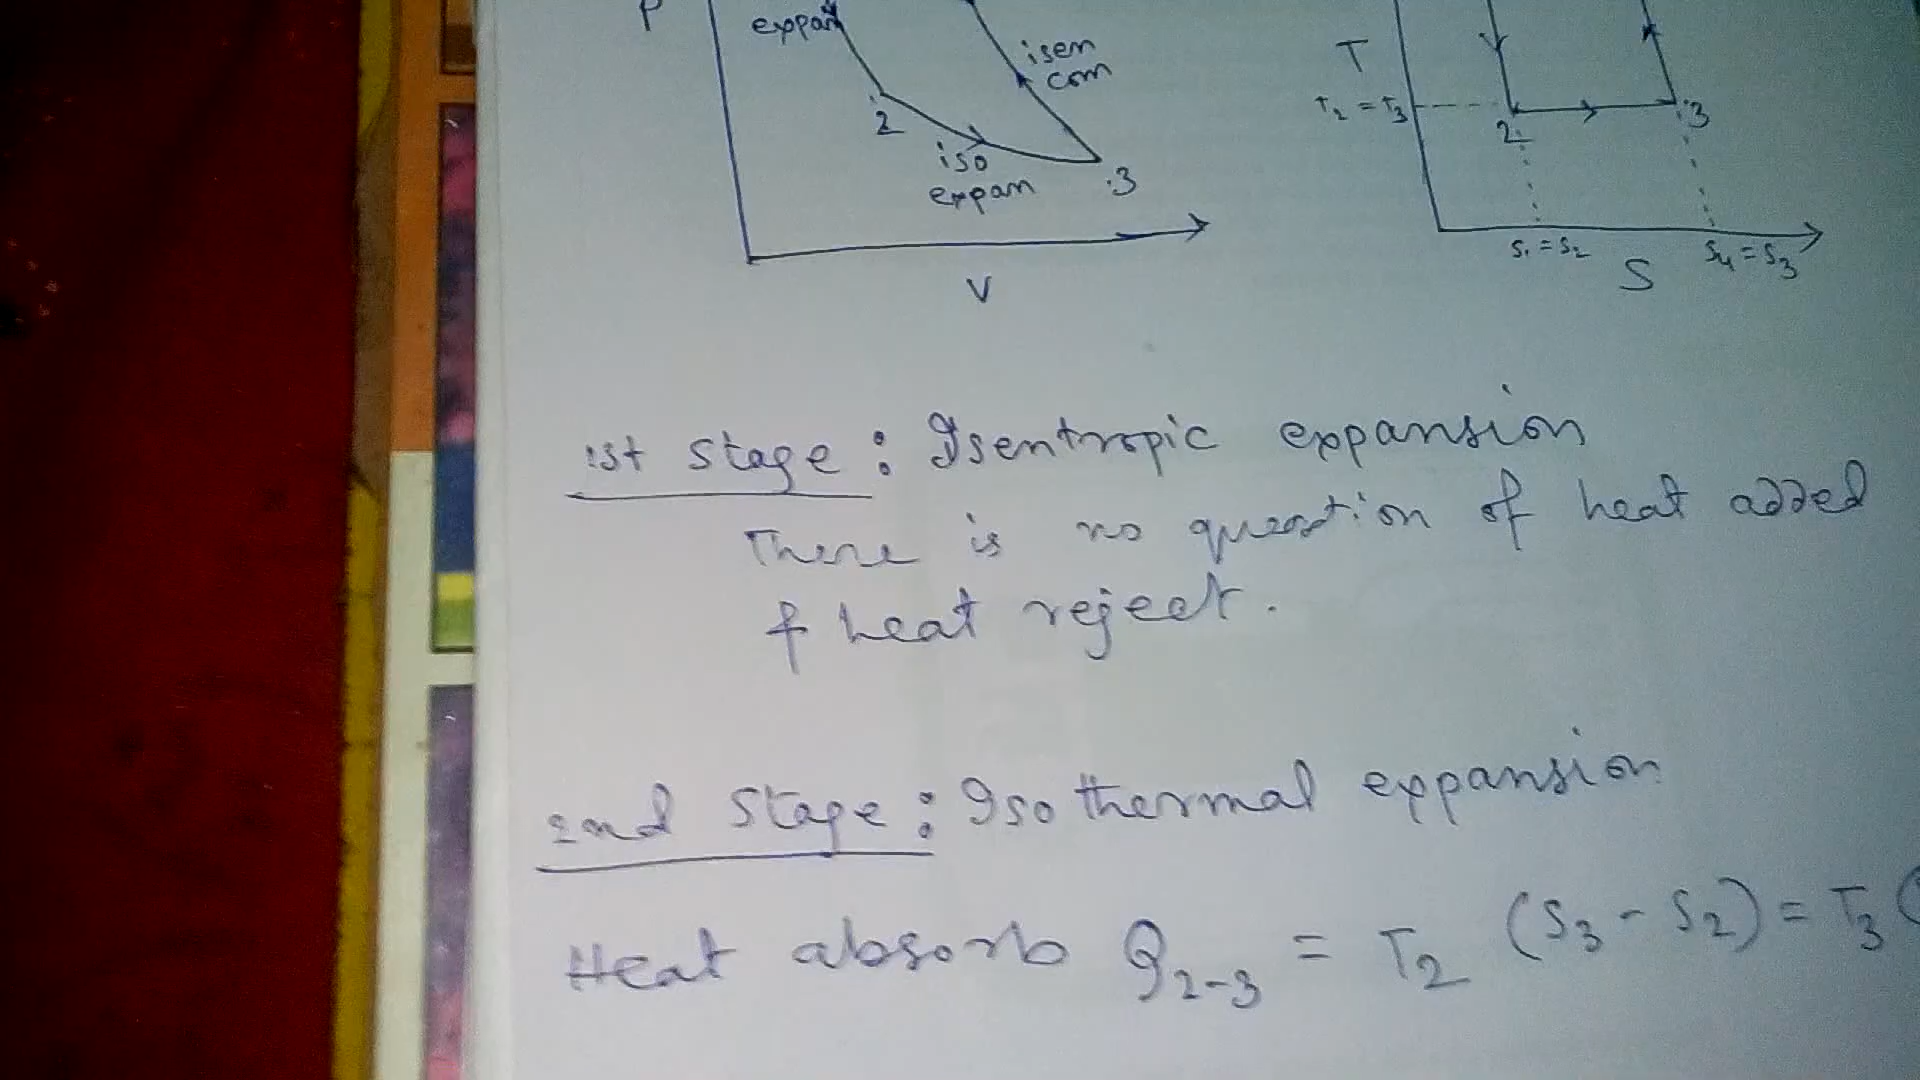 P
expan
isen
com
2
iso
expan
.3
V
T
T2 = T3
2
.3
S1 = S2
S4 = S3
S
1st stage : Isentropic expansion
There is no question of heat added
& heat reject.
2nd Stage : Isothermal expansion
Heat absorb Q2-3 = T2 (S3 - S2) = T3 (